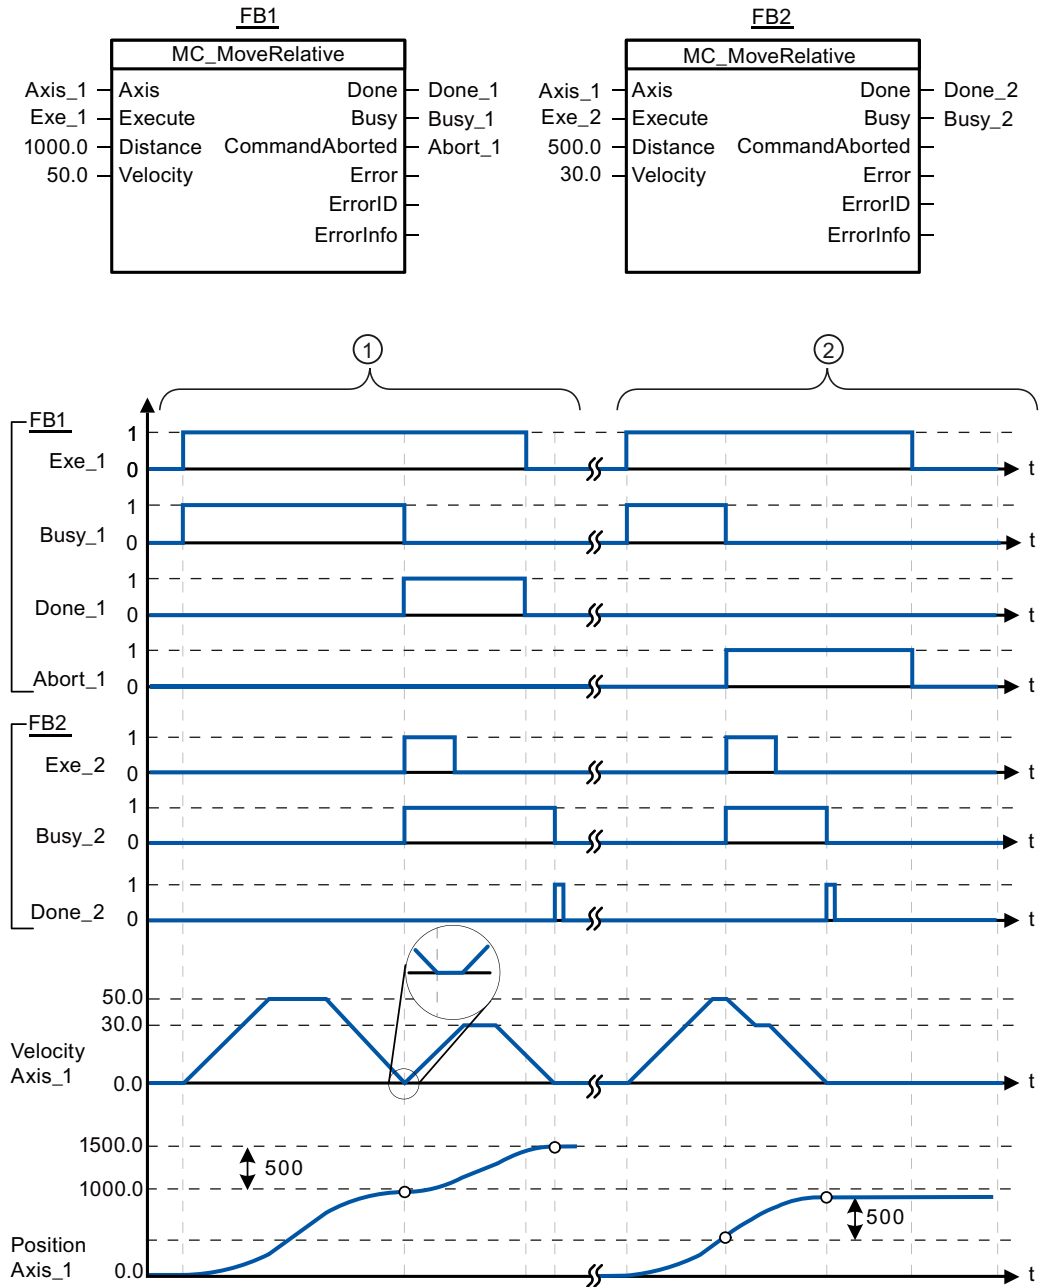 FB1
MC_MoveRelative
Axis_1 Axis Done Done_1
Exe_1 Execute Busy Busy_1
1000.0 Distance CommandAborted Abort_1
50.0 Velocity Error
ErrorID
ErrorInfo
FB2
MC_MoveRelative
Axis_1 Axis Done Done_2
Exe_2 Execute Busy Busy_2
500.0 Distance CommandAborted
30.0 Velocity Error
ErrorID
ErrorInfo
1 2
FB1
1
Exe_1 0 t
1
Busy_1 0 t
1
Done_1 0 t
1
Abort_1 0 t
FB2
1
Exe_2 0 t
1
Busy_2 0 t
1
Done_2 0 t
50.0
30.0
Velocity
Axis_1 0.0 t
1500.0
500
1000.0
500
Position
Axis_1 0.0 t